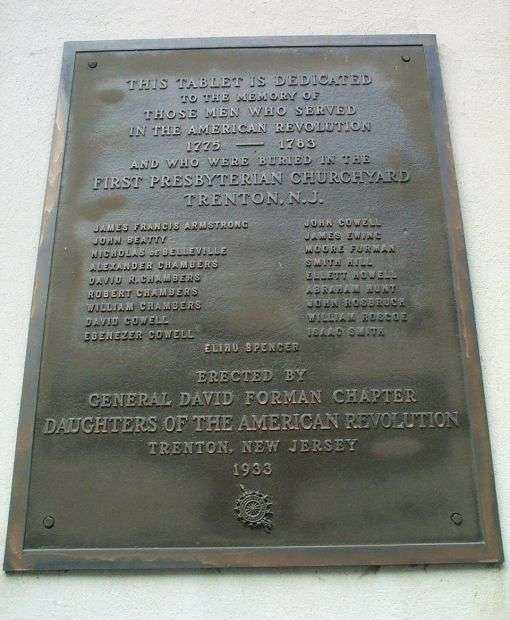 THIS TABLET IS DEDICATED
TO THE MEMORY OF
THOSE MEN WHO SERVED
IN THE AMERICAN REVOLUTION
1775 — 1783
AND WHO WERE BURIED IN THE
FIRST PRESBYTERIAN CHURCHYARD
TRENTON, N.J.
JAMES FRANCIS ARMSTRONG
JOHN BEATTY
NICHOLAS DE BELLEVILLE
ALEXANDER CHAMBERS
DAVID R. CHAMBERS
ROBERT CHAMBERS
WILLIAM CHAMBERS
DAVID COWELL
EBENEZER COWELL
JOHN COWELL
JAMES EWING
MOORE FURMAN
SMITH HILL
ELLETT HOWELL
ABRAHAM HUNT
JOHN ROSBRUGH
WILLIAM ROSCOE
ISAAC SMITH
ELIHU SPENCER
ERECTED BY
GENERAL DAVID FORMAN CHAPTER
DAUGHTERS OF THE AMERICAN REVOLUTION
TRENTON, NEW JERSEY
1933